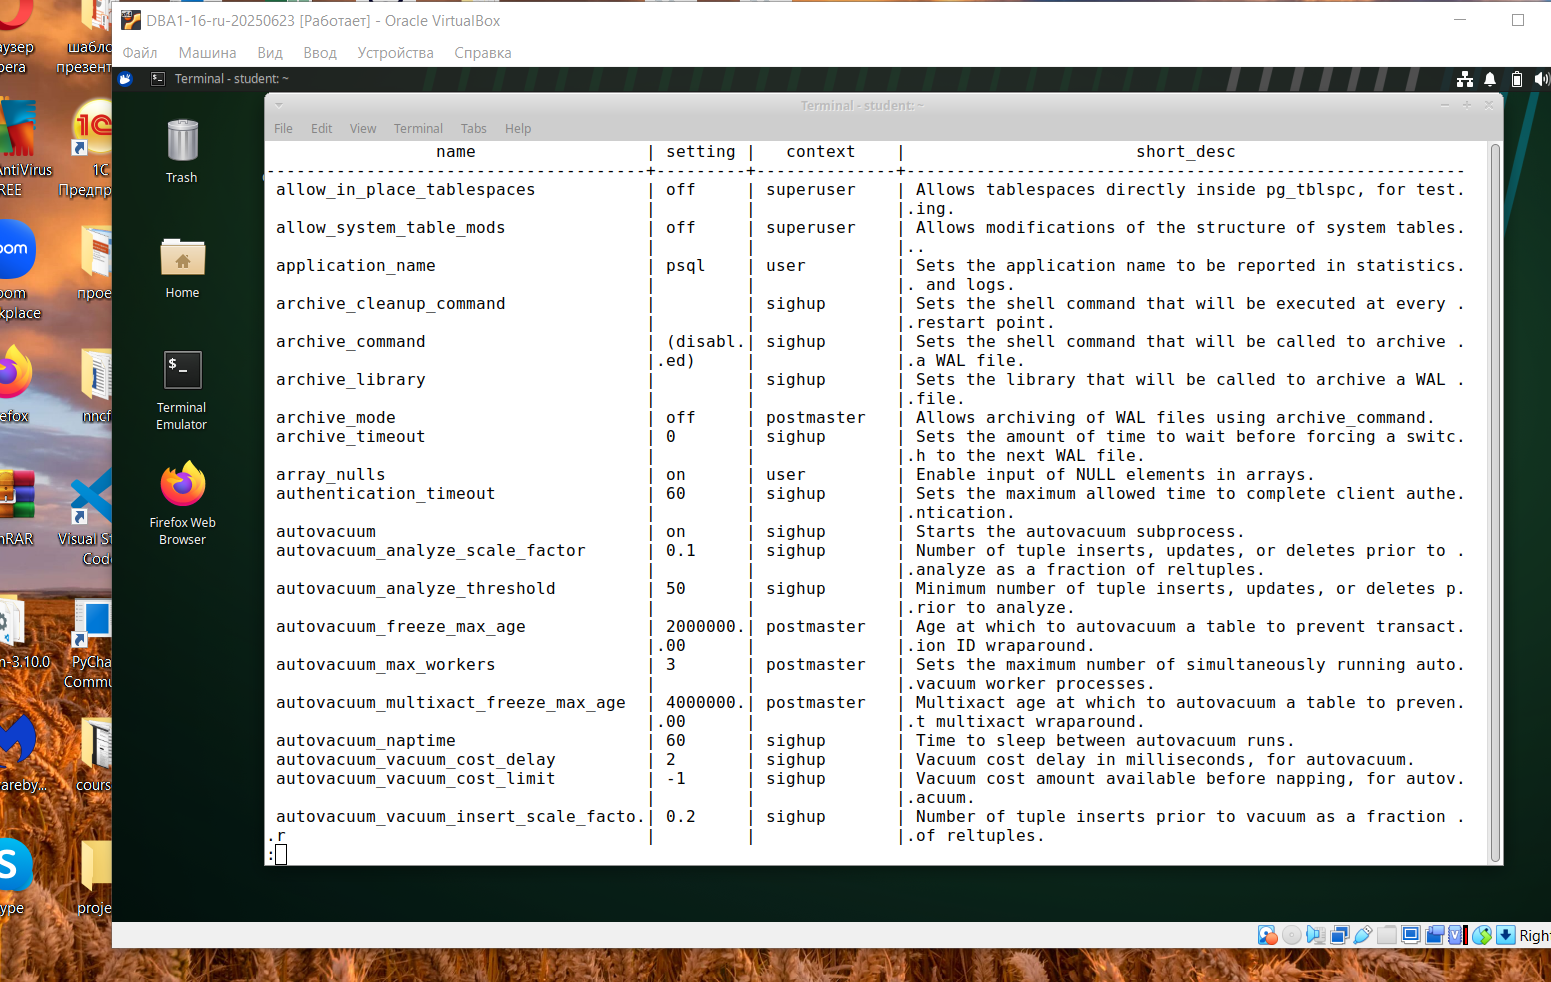 DBA1-16-ru-20250623 [Работает] - Oracle VirtualBox
Файл Машина Вид Ввод Устройства Справка
Terminal - student: ~
Terminal - student: ~
File Edit View Terminal Tabs Help
name | setting | context | short_desc
--------------------------------------+---------+--------------+--------------------------------------------------------
allow_in_place_tablespaces | off | superuser | Allows tablespaces directly inside pg_tblspc, for test.
| | |.ing.
allow_system_table_mods | off | superuser | Allows modifications of the structure of system tables.
| | |..
application_name | psql | user | Sets the application name to be reported in statistics.
| | |. and logs.
archive_cleanup_command | | sighup | Sets the shell command that will be executed at every .
| | |.restart point.
archive_command | (disabl.| sighup | Sets the shell command that will be called to archive .
|.ed) | |.a WAL file.
archive_library | | sighup | Sets the library that will be called to archive a WAL .
| | |.file.
archive_mode | off | postmaster | Allows archiving of WAL files using archive_command.
archive_timeout | 0 | sighup | Sets the amount of time to wait before forcing a switc.
| | |.h to the next WAL file.
array_nulls | on | user | Enable input of NULL elements in arrays.
authentication_timeout | 60 | sighup | Sets the maximum allowed time to complete client authe.
| | |.ntication.
autovacuum | on | sighup | Starts the autovacuum subprocess.
autovacuum_analyze_scale_factor | 0.1 | sighup | Number of tuple inserts, updates, or deletes prior to .
| | |.analyze as a fraction of reltuples.
autovacuum_analyze_threshold | 50 | sighup | Minimum number of tuple inserts, updates, or deletes p.
| | |.rior to analyze.
autovacuum_freeze_max_age | 2000000.| postmaster | Age at which to autovacuum a table to prevent transact.
|.00 | |.ion ID wraparound.
autovacuum_max_workers | 3 | postmaster | Sets the maximum number of simultaneously running auto.
| | |.vacuum worker processes.
autovacuum_multixact_freeze_max_age | 4000000.| postmaster | Multixact age at which to autovacuum a table to preven.
|.00 | |.t multixact wraparound.
autovacuum_naptime | 60 | sighup | Time to sleep between autovacuum runs.
autovacuum_vacuum_cost_delay | 2 | sighup | Vacuum cost delay in milliseconds, for autovacuum.
autovacuum_vacuum_cost_limit | -1 | sighup | Vacuum cost amount available before napping, for autov.
| | |.acuum.
autovacuum_vacuum_insert_scale_facto.| 0.2 | sighup | Number of tuple inserts prior to vacuum as a fraction .
.r | | |.of reltuples.
:
Trash
Home
Terminal
Emulator
Firefox Web
Browser
аузер
pera
шабло
презент
AntiVirus
REE
1C
Предпр
oom
oom
kplace
прое
efox
nncf
nRAR
Visual St
Code
n-3.10.0
PyCha
Commu
areby...
cours
S
ype
proje
Right